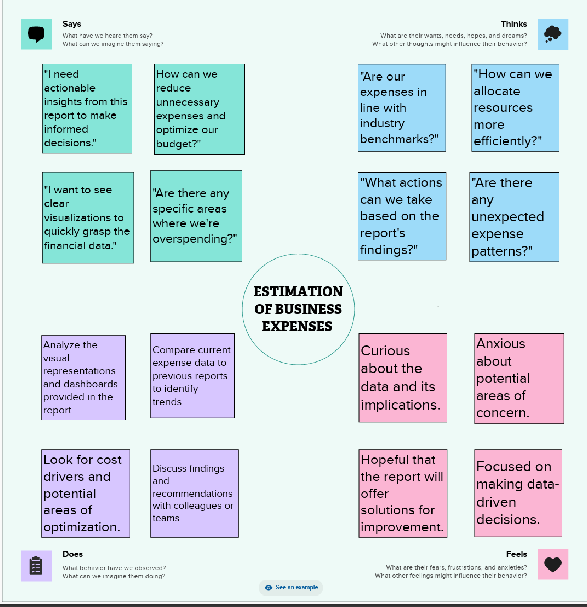 Says
What have we heard them say?
What can we imagine them saying?
Thinks
What are their wants, needs, hopes, and dreams?
What other thoughts might influence their behavior?
"I need
actionable
insights from this
report to make
informed
decisions."
How can we
reduce
unnecessary
expenses and
optimize our
budget?"
"Are our
expenses in
line with
industry
benchmarks?"
"How can we
allocate
resources
more
efficiently?"
"I want to see
clear
visualizations to
quickly grasp the
financial data."
"Are there any
specific areas
where we're
overspending?"
"What actions
can we take
based on the
report's
findings?"
"Are there
any
unexpected
expense
patterns?"
ESTIMATION
OF BUSINESS
EXPENSES
Analyze the
visual
representations
and dashboards
provided in the
report
Compare current
expense data to
previous reports
to identify
trends
Curious
about the
data and its
implications.
Anxious
about
potential
areas of
concern.
Look for cost
drivers and
potential
areas of
optimization.
Discuss findings
and
recommendations
with colleagues or
teams
Hopeful that
the report will
offer
solutions for
improvement.
Focused on
making data-
driven
decisions.
Does
What behavior have we observed?
What can we imagine them doing?
Feels
What are their fears, frustrations, and anxieties?
What other feelings might influence their behavior?
See an example